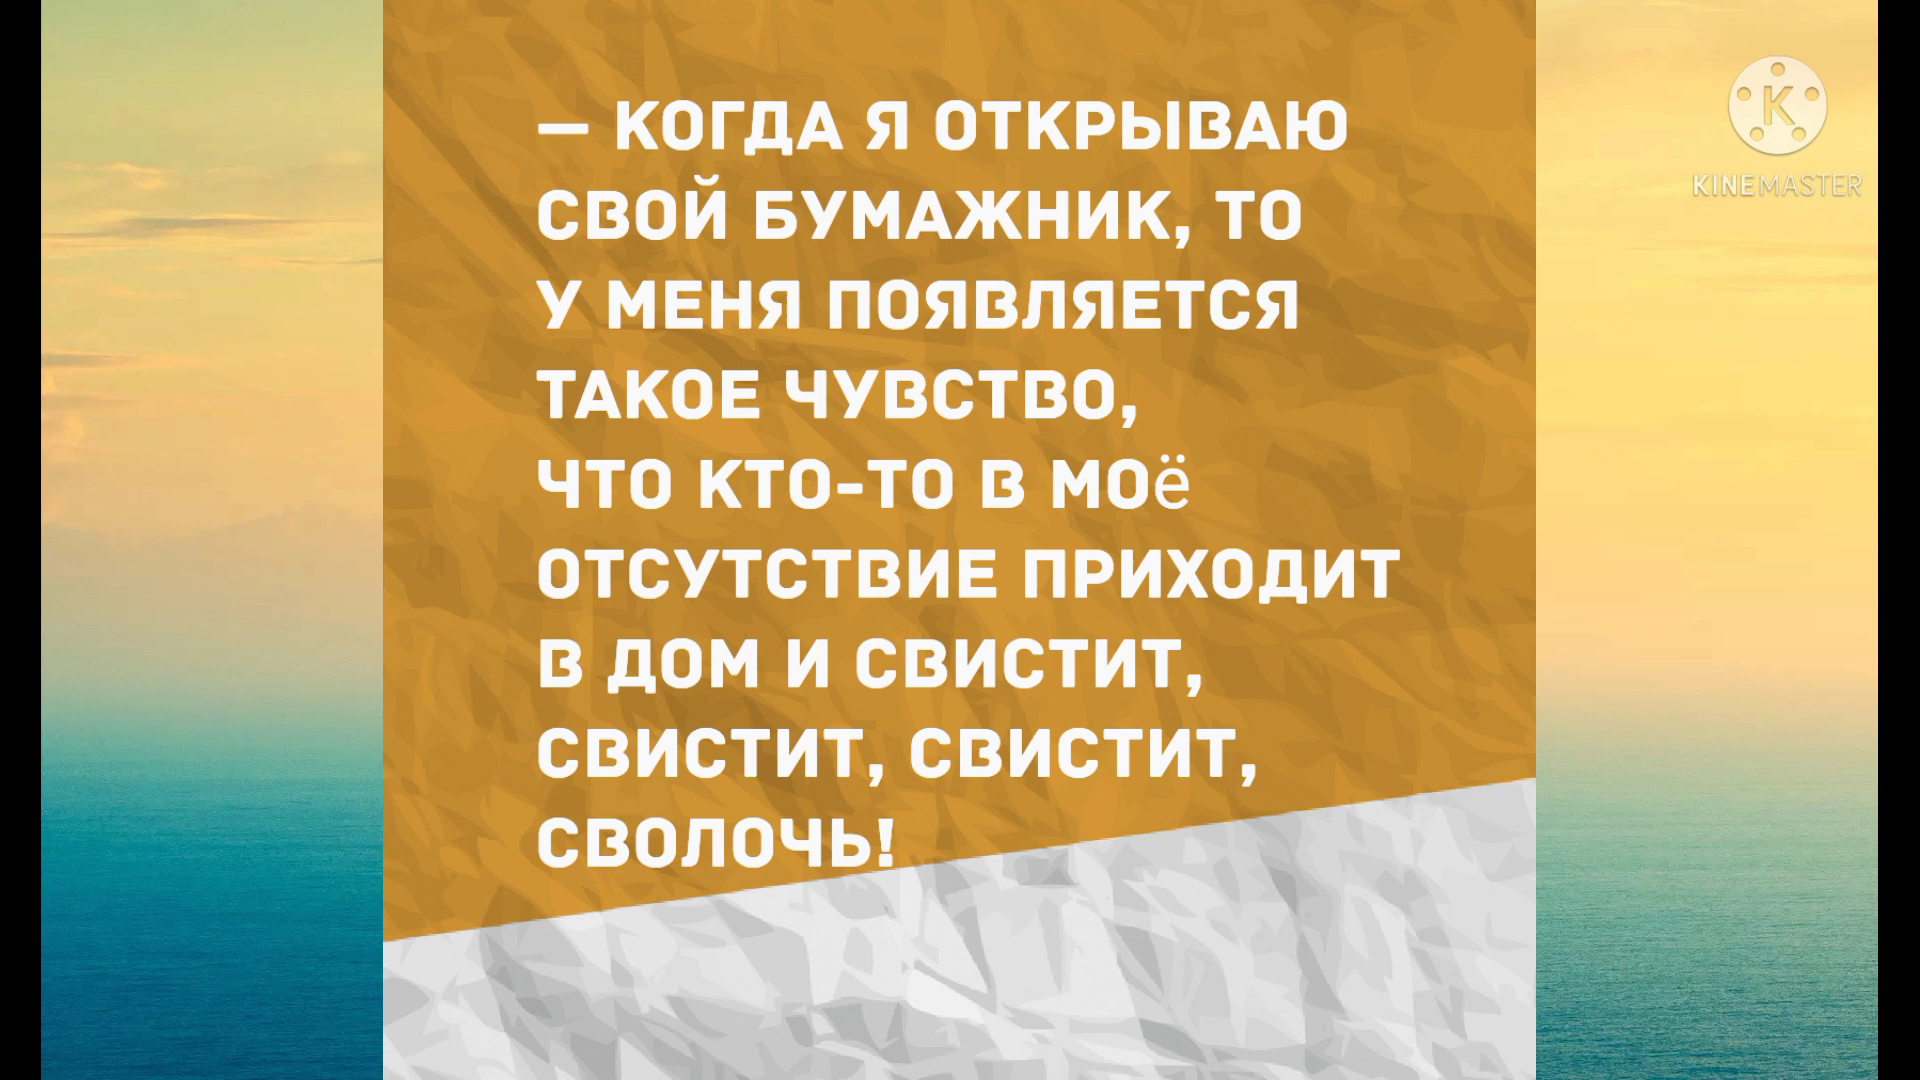 — КОГДА Я ОТКРЫВАЮ
СВОЙ БУМАЖНИК, ТО
У МЕНЯ ПОЯВЛЯЕТСЯ
ТАКОЕ ЧУВСТВО,
ЧТО КТО-ТО В МОё
ОТСУТСТВИЕ ПРИХОДИТ
В ДОМ И СВИСТИТ,
СВИСТИТ, СВИСТИТ,
СВОЛОЧЬ!
K
KINEMASTER